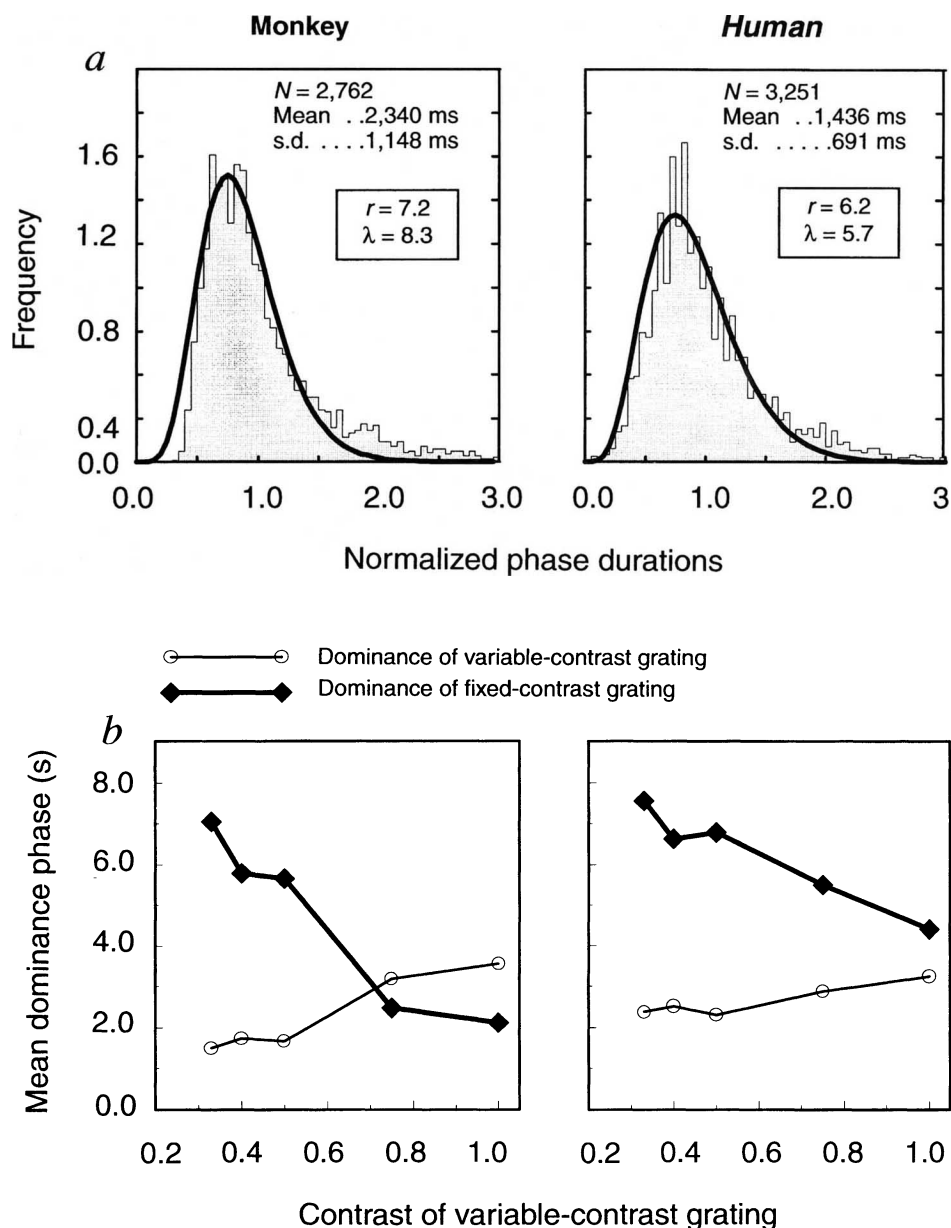 Monkey
Human
a
N = 2,762
Mean . .2,340 ms
s.d. . . . . .1,148 ms
r = 7.2
λ = 8.3
N = 3,251
Mean . .1,436 ms
s.d. . . . . .691 ms
r = 6.2
λ = 5.7
Frequency
1.6
1.2
0.8
0.4
0.0
0.0 1.0 2.0 3.0
0.0 1.0 2.0 3
Normalized phase durations
Dominance of variable-contrast grating
Dominance of fixed-contrast grating
b
Mean dominance phase (s)
8.0
6.0
4.0
2.0
0.0
0.2 0.4 0.6 0.8 1.0
0.2 0.4 0.6 0.8 1.0
Contrast of variable-contrast grating